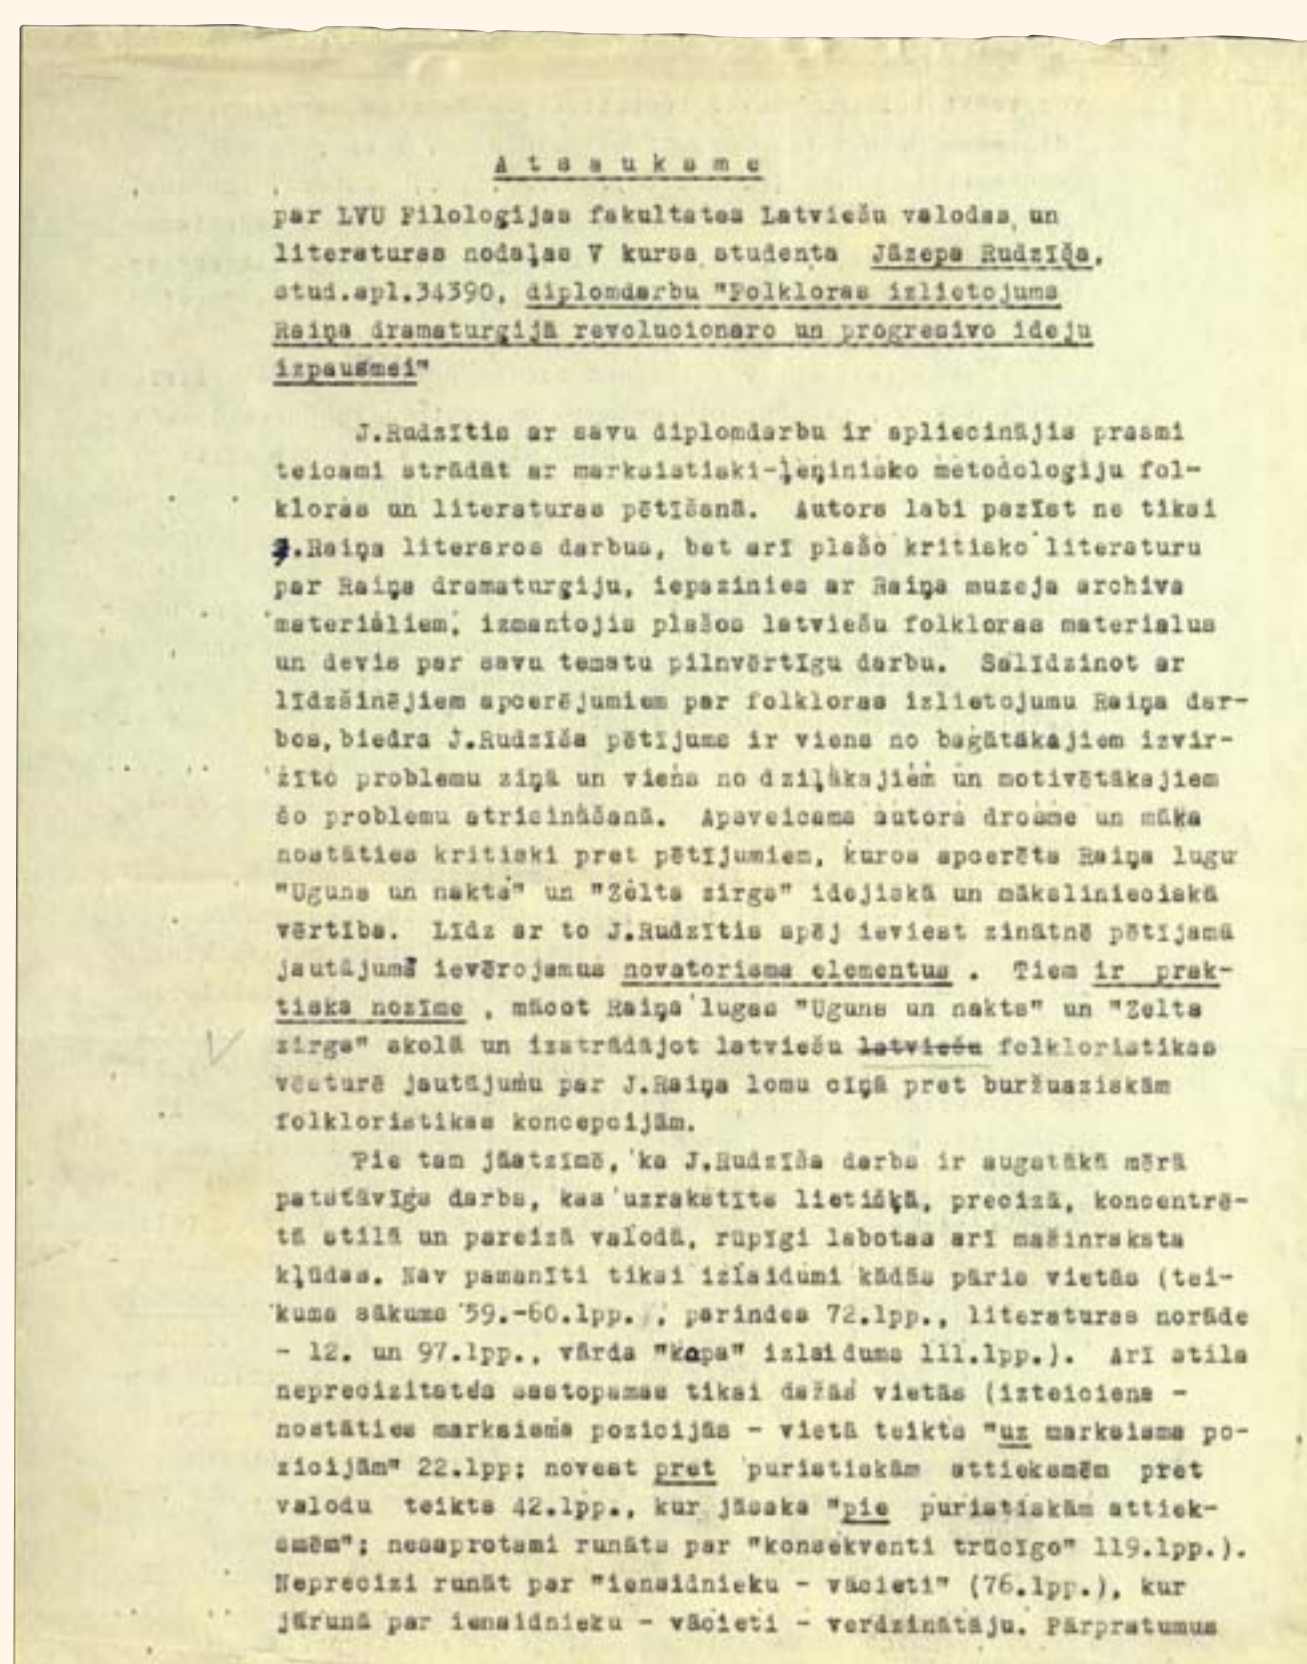 A t s a u k s m e
par LVU Filoloģijas fakultates Latviešu valodas un
literaturas nodaļas V kursa studenta Jāzepa Rudzīša,
stud.apl.34390, diplomdarbu "Folkloras izlietojums
Raiņa dramaturgijā revolucionaro un progresivo ideju
izpausmei"
J.Rudzītis ar savu diplomdarbu ir apliecinājis prasmi
teicami strādāt ar marksistiski-ļeņinisko metodoloģiju fol-
kloras un literaturas pētīšanā. Autors labi pazīst ne tikai
J.Raiņa literaros darbus, bet arī plašo kritisko literaturu
par Raiņa dramaturgiju, iepazinies ar Raiņa muzeja archiva
materiāliem, izmantojis plašos latviešu folkloras materialus
un devis par savu tematu pilnvērtīgu darbu. Salīdzinot ar
līdzšinējiem apcerējumiem par folkloras izlietojumu Raiņa dar-
bos, biedra J.Rudzīša pētījums ir viens no bagātākajiem izvir-
zīto problemu ziņā un viens no dziļākajiem un motivētākajiem
šo problemu atrisināšanā. Apsveicama autora drosme un māka
nostāties kritiski pret pētījumiem, kuros apcerēta Raiņa lugu
"Uguns un nakts" un "Zelta zirgs" idejiskā un mākslinieciskā
vērtība. Līdz ar to J.Rudzītis spēj ieviest zinātnē pētījamā
jautājumā ievērojamus novatorisma elementus . Tiem ir prak-
tiska nozīme , mācot Raiņa lugas "Uguns un nakts" un "Zelta
zirgs" skolā un izstrādājot latviešu latviešu folkloristikas
vēsturē jautājumu par J.Raiņa lomu cīņā pret buržuaziskām
folkloristikas koncepcijām.
Pie tam jāatzīmē, ka J.Rudzīša darbs ir augstākā mērā
patstāvīgs darbs, kas uzrakstīts lietišķā, precizā, koncentrē-
tā stilā un pareizā valodā, rūpīgi labotas arī mašinraksta
kļūdas. Nav pamanīti tikai izlaidumi kādās pāris vietās (tei-
kuma sākums 59.-60.lpp., parindes 72.lpp., literaturas norāde
- 12. un 97.lpp., vārda "kapa" izlaidums 111.lpp.). Arī stila
neprecizitates sastopamas tikai dažās vietās (izteiciena -
nostāties marksisma pozicijās - vietā teikts "uz marksisma po-
zicijām" 22.lpp; novest pret puristiskām attieksmēm pret
valodu teikts 42.lpp., kur jāsaka "pie puristiskām attiek-
smēm"; nesaprotami runāts par "konsekventi trūcīgo" 119.lpp.).
Neprecizi runāt par "ienaidnieku - vācieti" (76.lpp.), kur
jārunā par ienaidnieku - vācieti - verdzinātāju. Pārpratumus